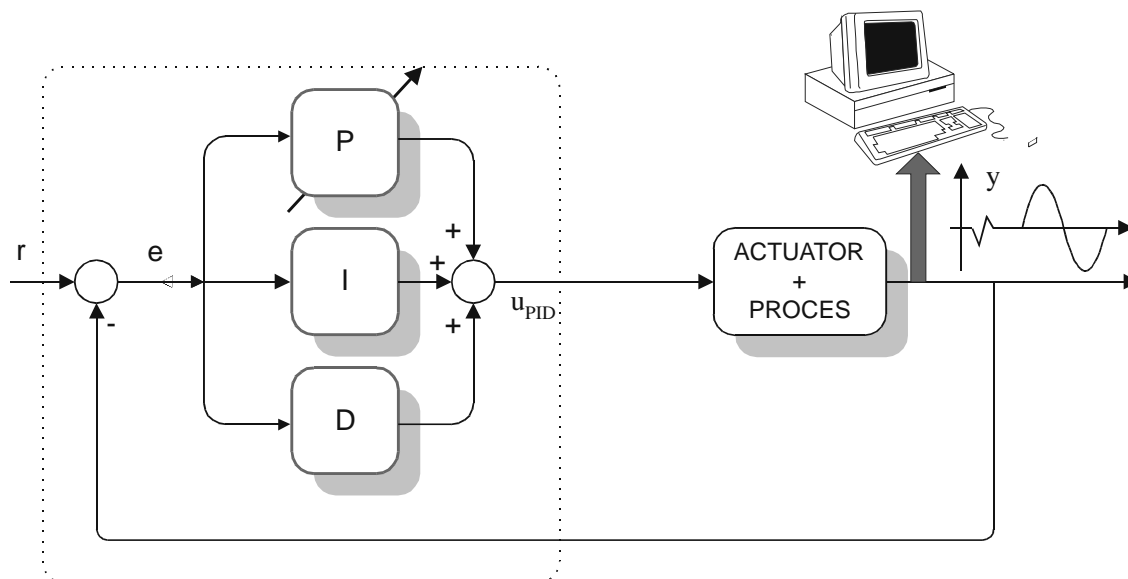 P
y
r
e
+
+
+
-
I
u_PID
ACTUATOR
+
PROCES
D